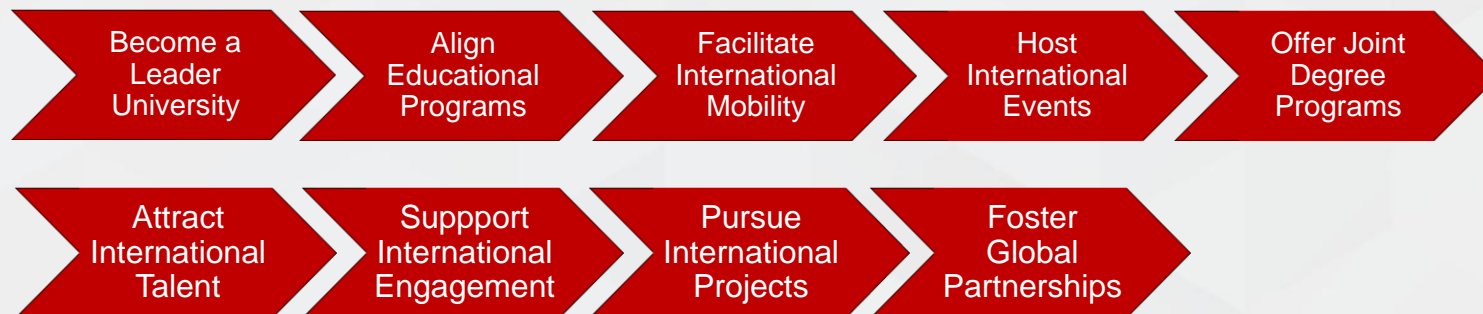 Become a
Leader
University
Align
Educational
Programs
Facilitate
International
Mobility
Host
International
Events
Offer Joint
Degree
Programs
Attract
International
Talent
Suppport
International
Engagement
Pursue
International
Projects
Foster
Global
Partnerships